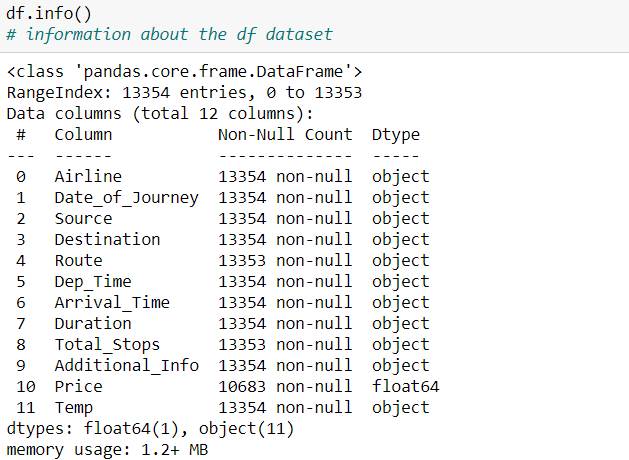 df.info()
# information about the df dataset
<class 'pandas.core.frame.DataFrame'>
RangeIndex: 13354 entries, 0 to 13353
Data columns (total 12 columns):
 #   Column           Non-Null Count  Dtype
---  ------           --------------  -----
 0   Airline          13354 non-null  object
 1   Date_of_Journey  13354 non-null  object
 2   Source           13354 non-null  object
 3   Destination      13354 non-null  object
 4   Route            13353 non-null  object
 5   Dep_Time         13354 non-null  object
 6   Arrival_Time     13354 non-null  object
 7   Duration         13354 non-null  object
 8   Total_Stops      13353 non-null  object
 9   Additional_Info  13354 non-null  object
 10  Price            10683 non-null  float64
 11  Temp             13354 non-null  object
dtypes: float64(1), object(11)
memory usage: 1.2+ MB